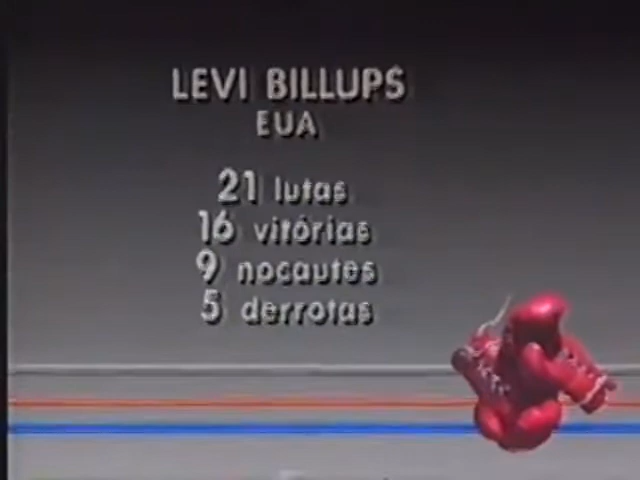 LEVI BILLUPS
EUA
21 lutas
16 vitórias
9 nocautes
5 derrotas